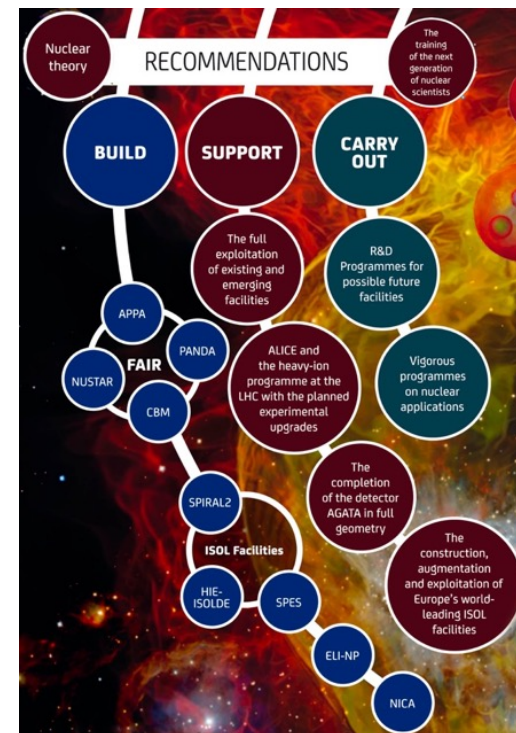 Nuclear
theory
RECOMMENDATIONS
The
training
of the next
generation
of nuclear
scientists
BUILD
SUPPORT
CARRY
OUT
The full
exploitation
of existing and
emerging
facilities
R&D
Programmes for
possible future
facilities
APPA
PANDA
FAIR
NUSTAR
CBM
ALICE and
the heavy-ion
programme at the
LHC with the planned
experimental
upgrades
Vigorous
programmes
on nuclear
applications
The
completion
of the detector
AGATA in full
geometry
SPIRAL2
ISOL Facilities
HIE-
ISOLDE
SPES
The
construction,
augmentation
and exploitation of
Europe's world-
leading ISOL
facilities
ELI-NP
NICA